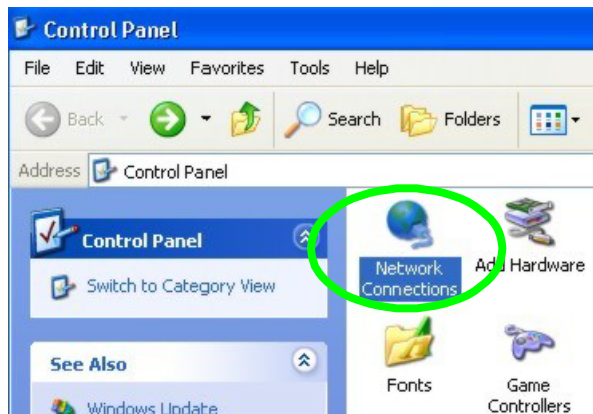 Control Panel
File Edit View Favorites Tools Help
Back Search Folders
Address Control Panel
Control Panel
Switch to Category View
See Also
Windows Update
Network Connections
Add Hardware
Fonts
Game Controllers